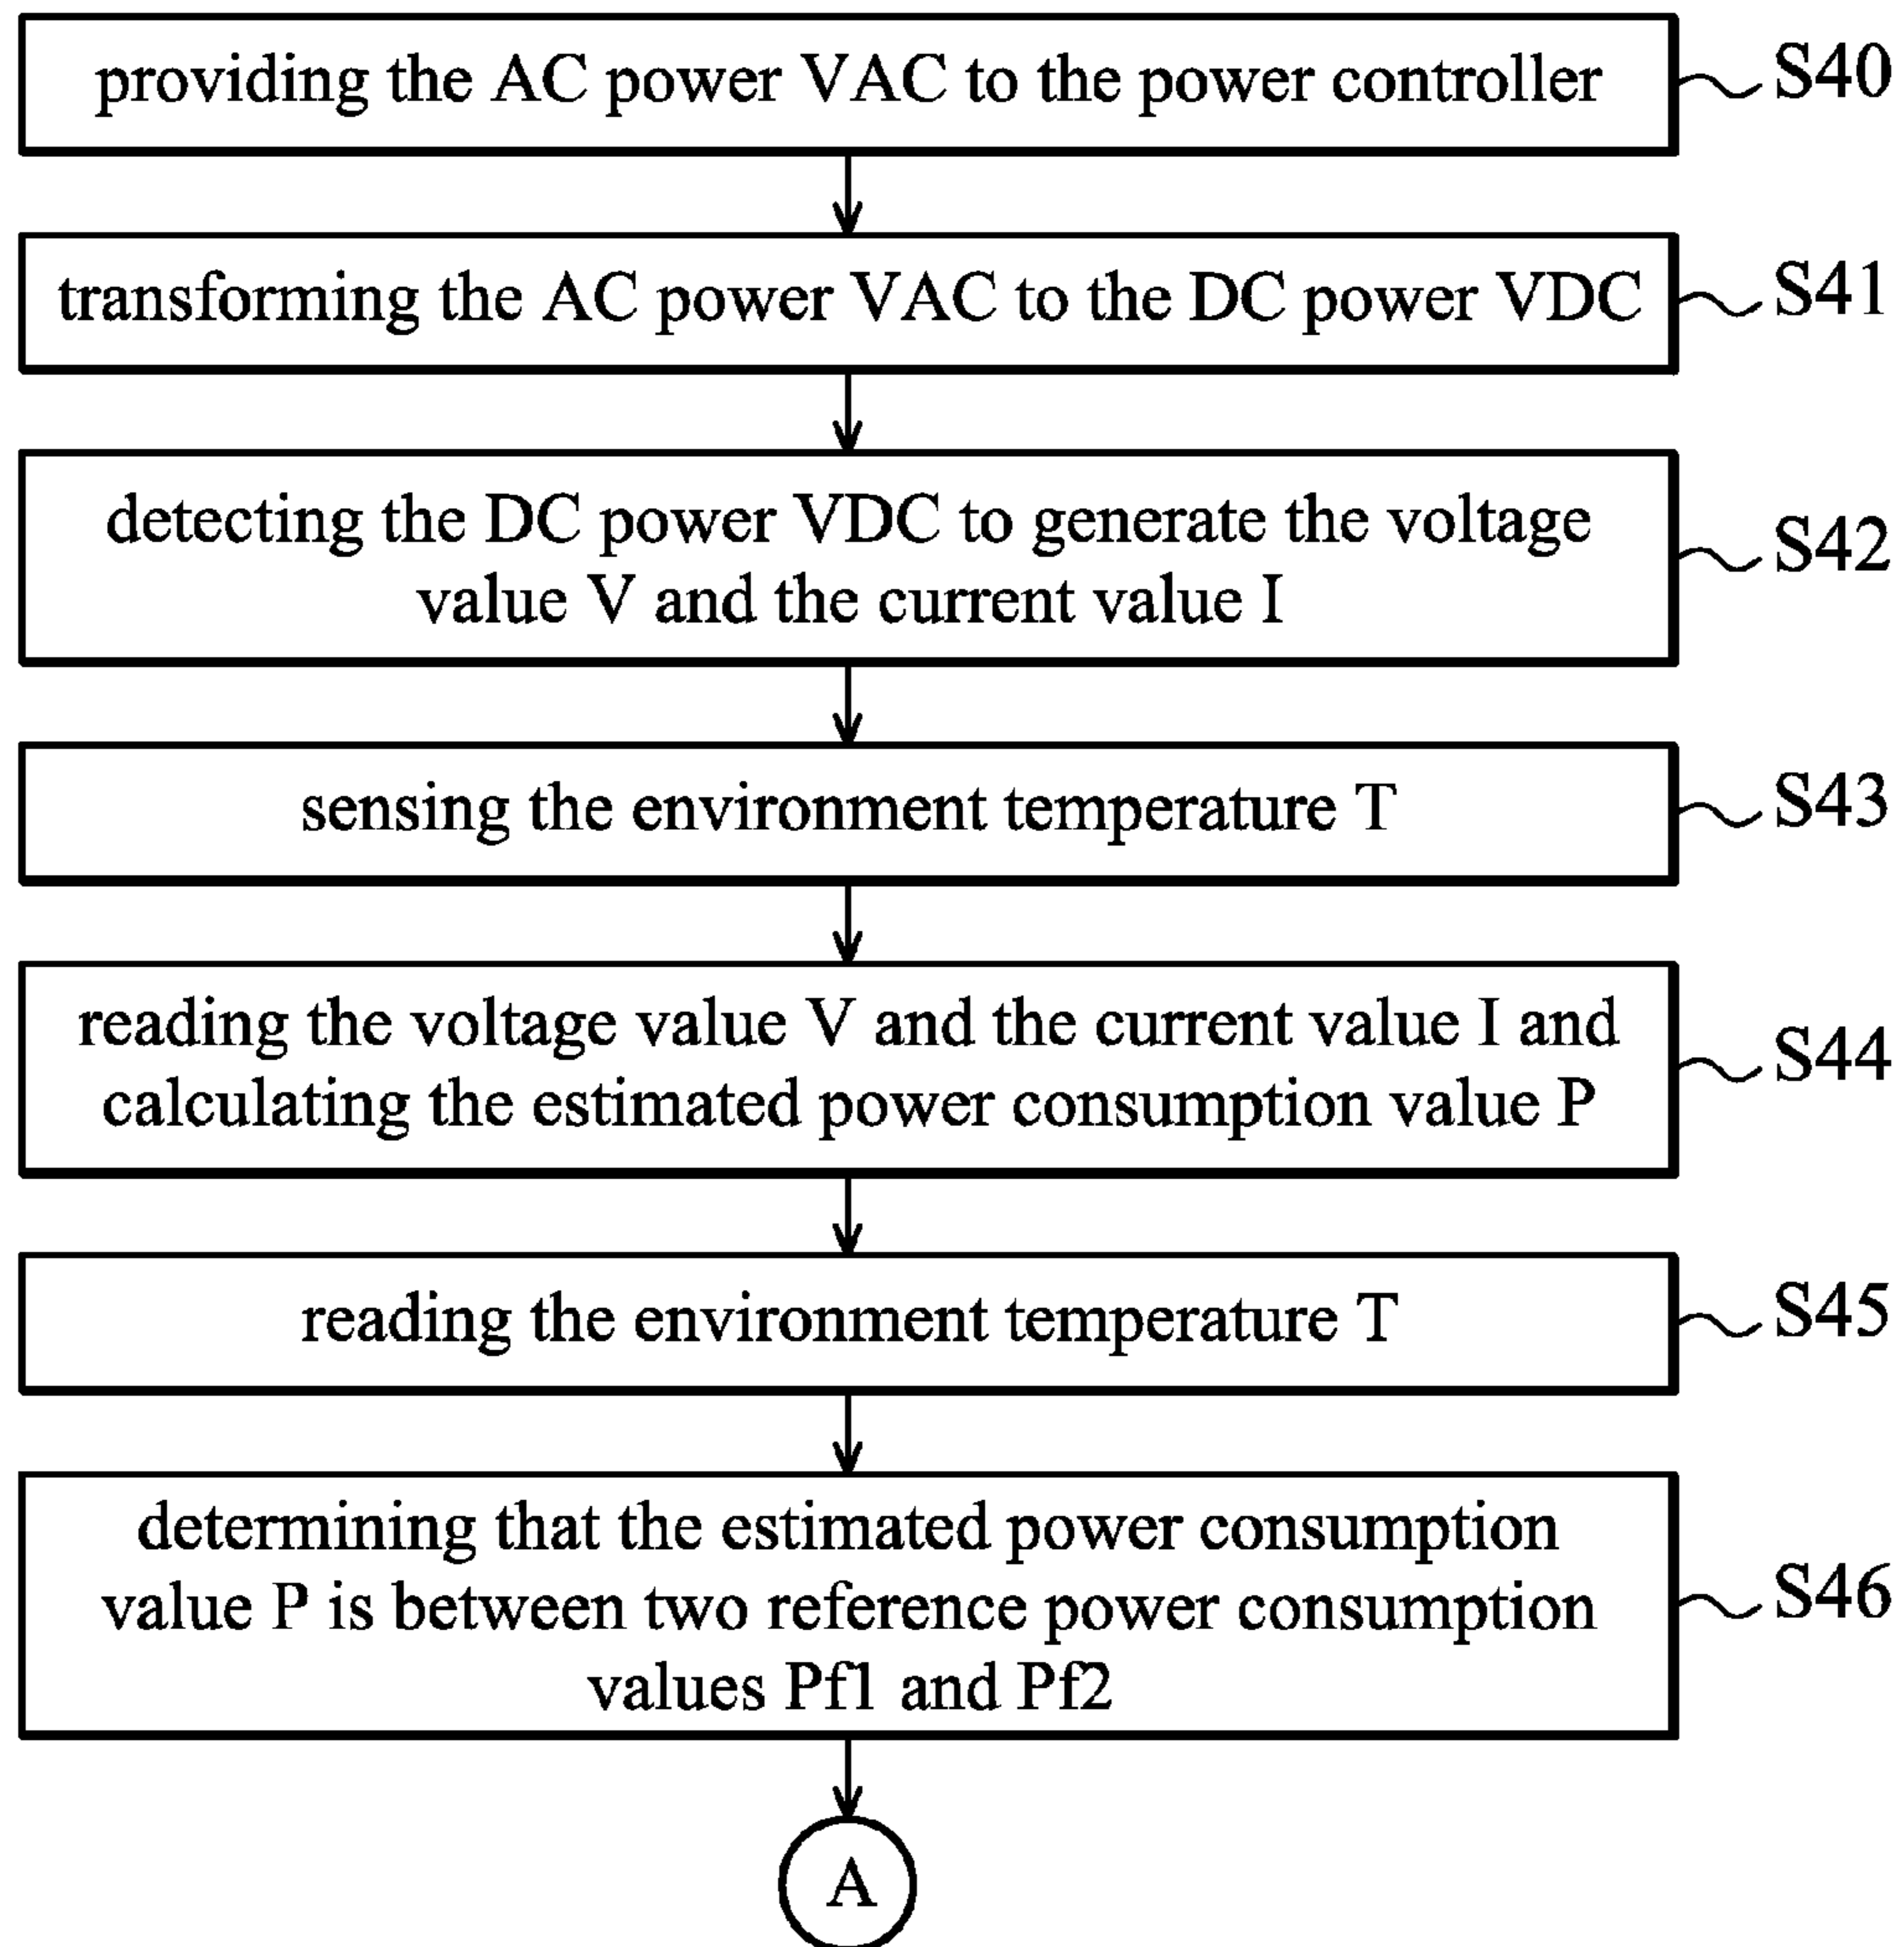 providing the AC power VAC to the power controller
S40
transforming the AC power VAC to the DC power VDC
S41
detecting the DC power VDC to generate the voltage
value V and the current value I
S42
sensing the environment temperature T
S43
reading the voltage value V and the current value I and
calculating the estimated power consumption value P
S44
reading the environment temperature T
S45
determining that the estimated power consumption
value P is between two reference power consumption
values Pf1 and Pf2
S46
A